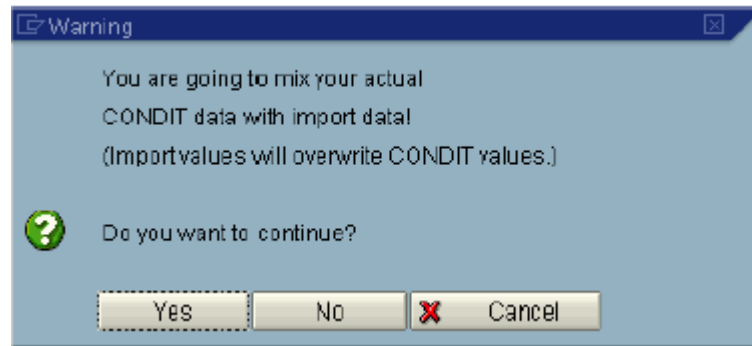 Warning
You are going to mix your actual
CONDIT data with import data!
(Import values will overwrite CONDIT values.)
Do you want to continue?
Yes No Cancel